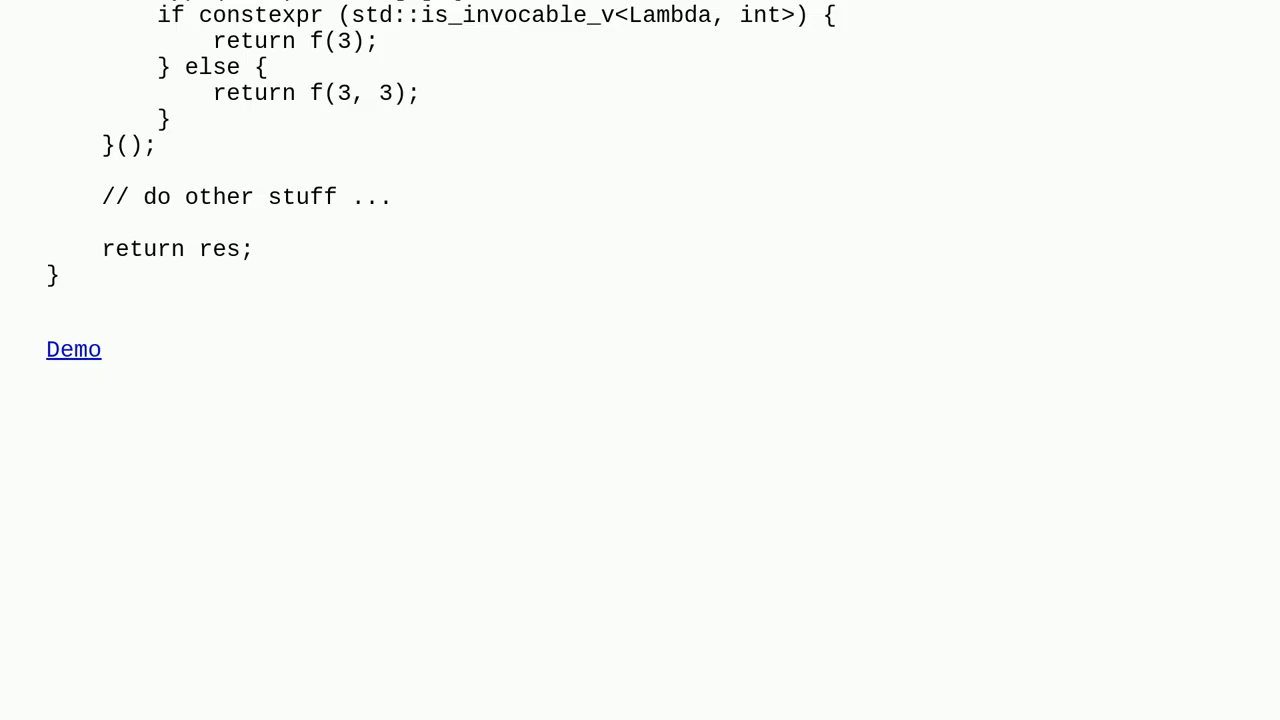 if constexpr (std::is_invocable_v<Lambda, int>) {
return f(3);
} else {
return f(3, 3);
}
}();
// do other stuff ...
return res;
}
Demo